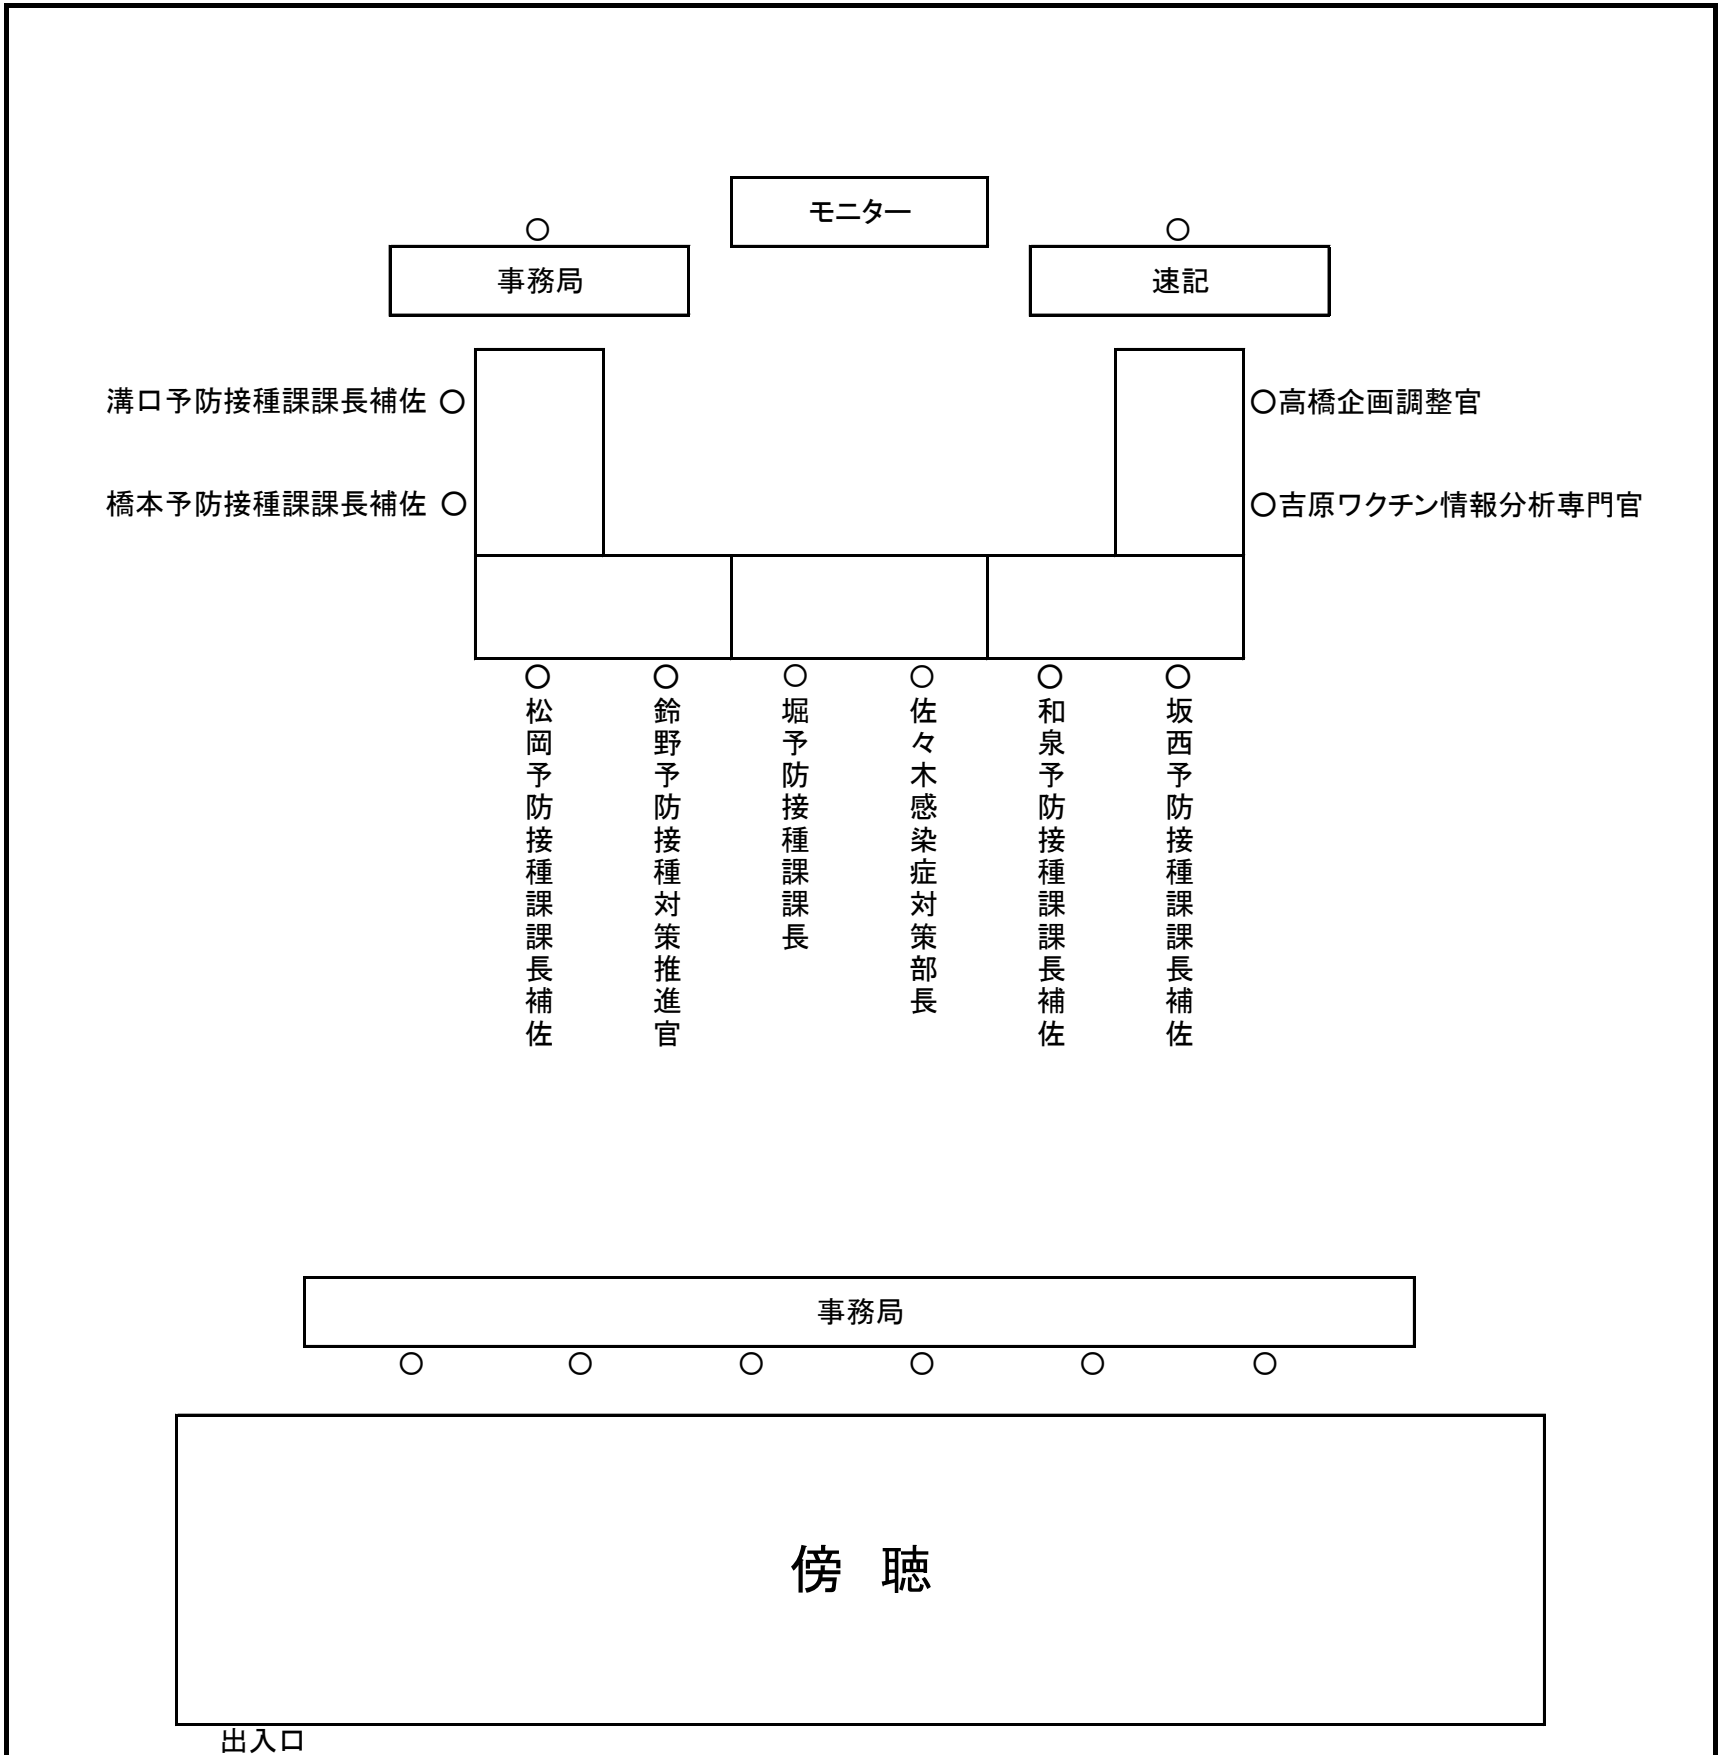 モニター
○
○
事務局
速記
溝口予防接種課課長補佐 ○
○高橋企画調整官
橋本予防接種課課長補佐 ○
○吉原ワクチン情報分析専門官
○松岡予防接種課課長補佐
○鈴野予防接種対策推進官
○堀予防接種課課長
○佐々木感染症対策部長
○和泉予防接種課課長補佐
○坂西予防接種課課長補佐
事務局
○ ○ ○ ○ ○ ○
傍 聴
出入口